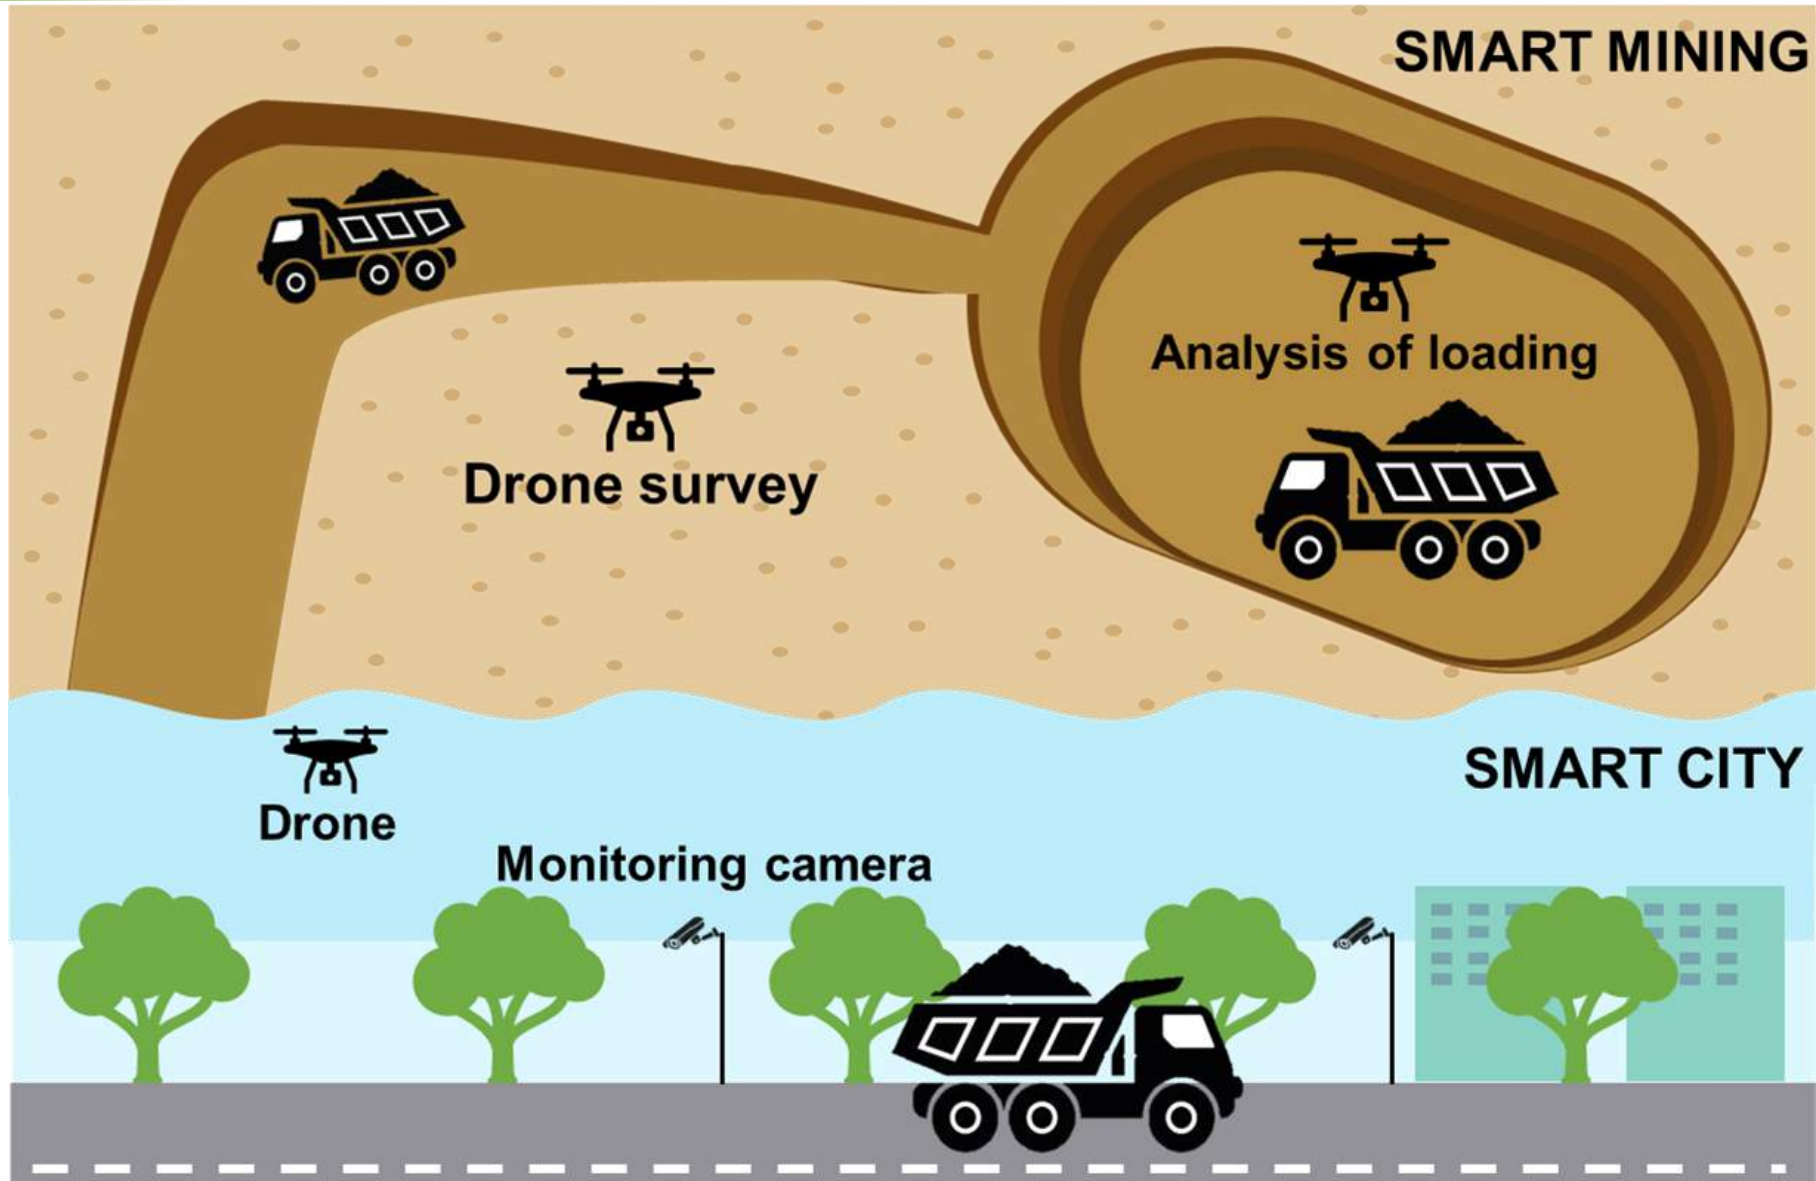 SMART MINING
Analysis of loading
Drone survey
SMART CITY
Drone
Monitoring camera